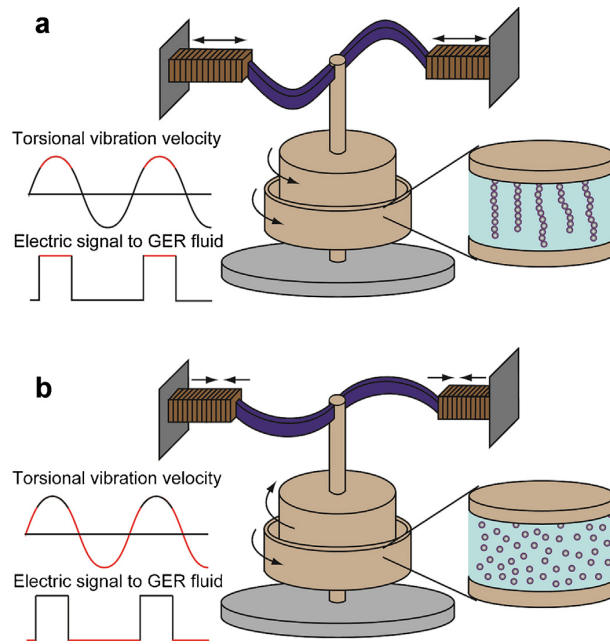 a
Torsional vibration velocity
Electric signal to GER fluid
b
Torsional vibration velocity
Electric signal to GER fluid